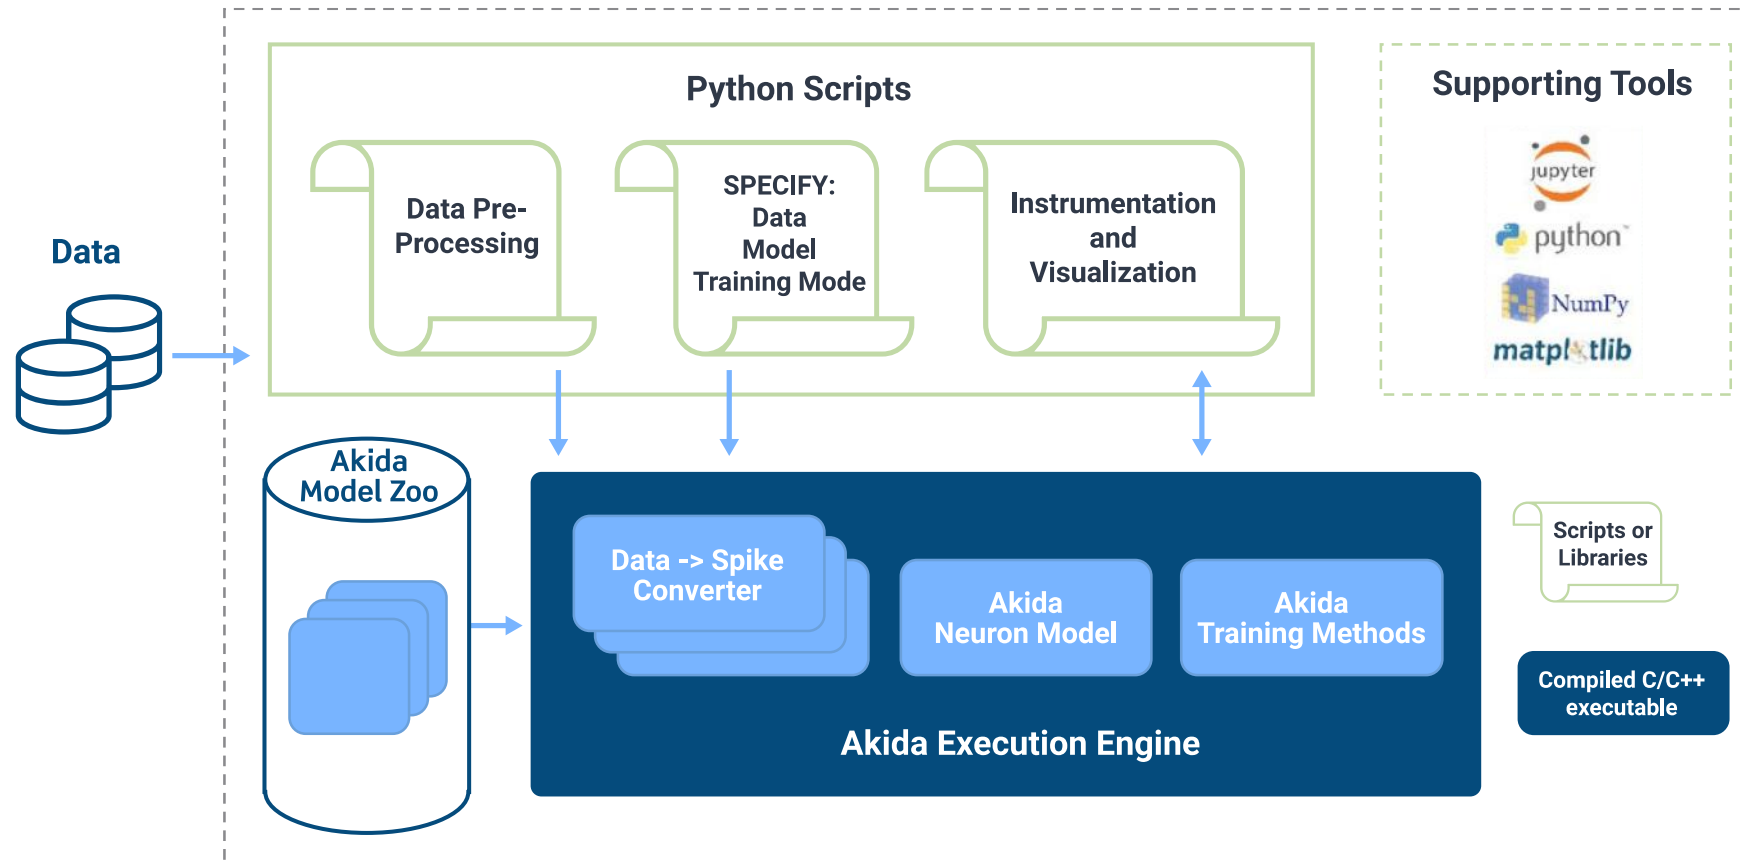 Python Scripts
Supporting Tools
Data Pre-
Processing
SPECIFY:
Data
Model
Training Mode
Instrumentation
and
Visualization
jupyter
python™
NumPy
matplotlib
Data
Akida
Model Zoo
Data -> Spike
Converter
Akida
Neuron Model
Akida
Training Methods
Akida Execution Engine
Scripts or
Libraries
Compiled C/C++
executable